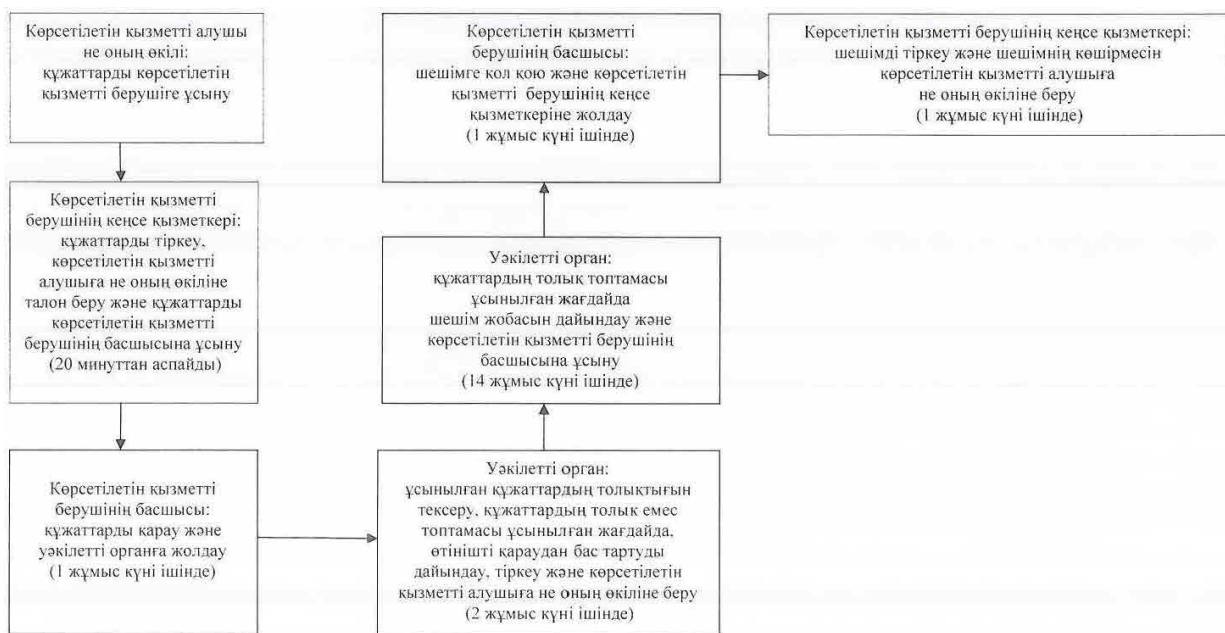 Көрсетілетін қызметті алушы
не оның өкілі:
құжаттарды көрсетілетін
қызметті берушіге ұсыну
Көрсетілетін қызметті
берушінің кеңсе қызметкері:
құжаттарды тіркеу,
көрсетілетін қызметті
алушыға не оның өкіліне
талон беру және құжаттарды
көрсетілетін қызметті
берушінің басшысына ұсыну
(20 минуттан аспайды)
Көрсетілетін қызметті
берушінің басшысы:
құжаттарды қарау және
уәкілетті органға жолдау
(1 жұмыс күні ішінде)
Уәкілетті орган:
ұсынылған құжаттардың толықтығын
тексеру, құжаттардың толык емес
топтамасы ұсынылған жағдайда,
өтінішті қараудан бас тартуды
дайындау, тіркеу және көрсетілетін
қызметті алушыға не оның өкіліне беру
(2 жұмыс күні ішінде)
Уәкілетті орган:
құжаттардың толық топтамасы
ұсынылған жағдайда
шешім жобасын дайындау және
көрсетілетін қызметті берушінің
басшысына ұсыну
(14 жұмыс күні ішінде)
Көрсетілетін қызметті
берушінің басшысы:
шешімге кол кою және көрсетілетін
қызметті берушінің кеңсе
қызметкеріне жолдау
(1 жұмыс күні ішінде)
Көрсетілетін қызметті берушінің кеңсе қызметкері:
шешімді тіркеу және шешімнің көшірмесін
көрсетілетін қызметті алушыға
не оның өкіліне беру
(1 жұмыс күні ішінде)